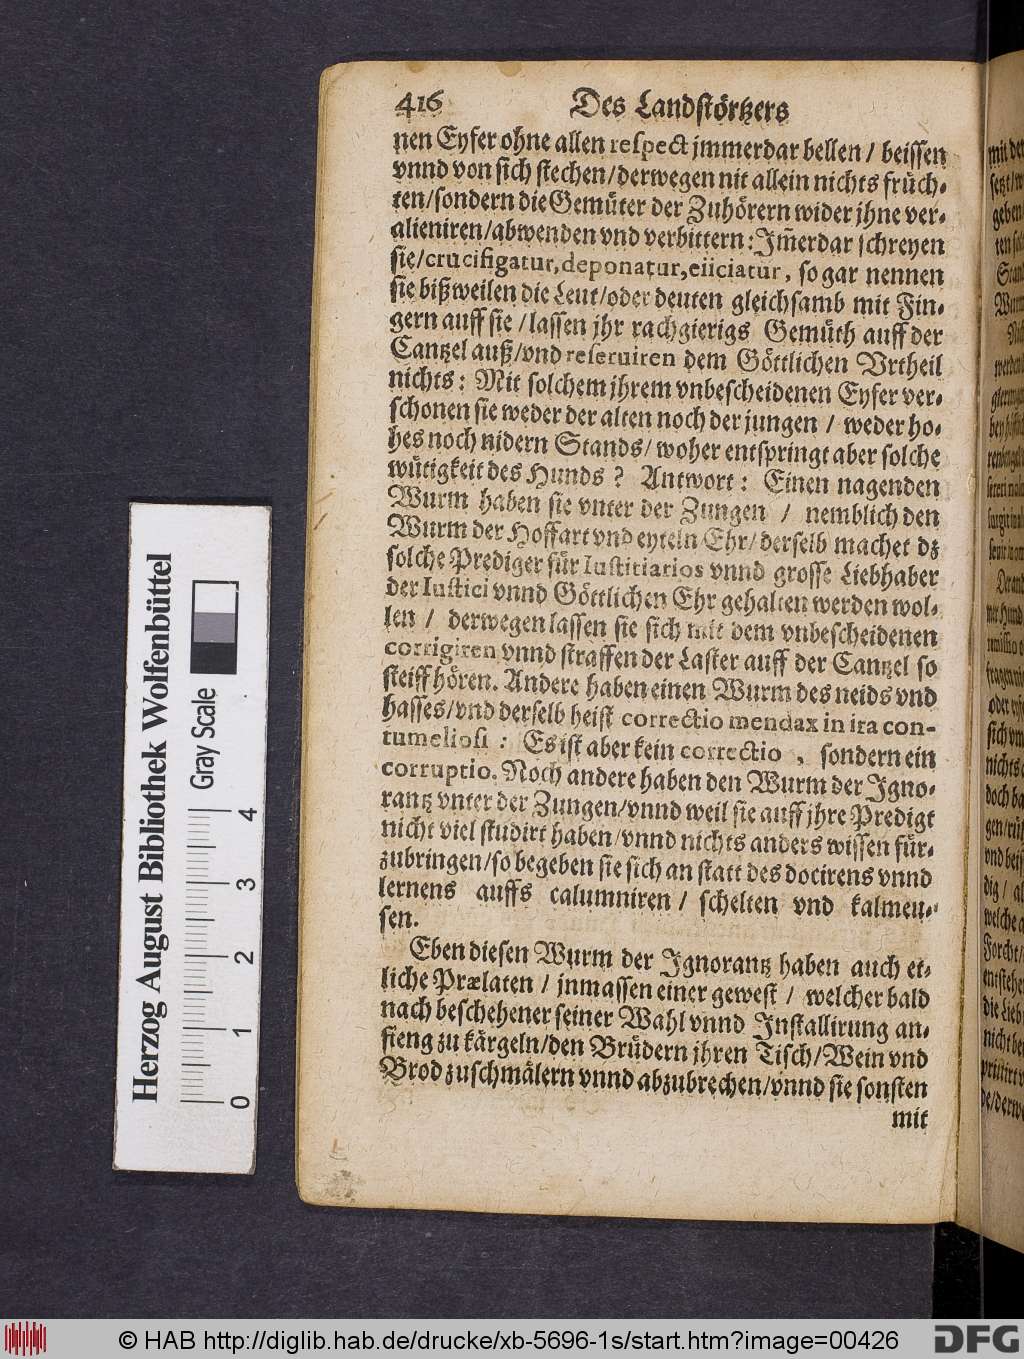 416 Des Landstörtzers
nen Eyfer ohne allen respect jmmerdar bellen / beissen
vnnd von sich stechen/derwegen nit allein nichts früch-
ten/sondern die Gemüter der Zuhörern wider jhne ver-
alieniren/abwenden vnd verbittern: Im̃erdar schreyen
sie/crucifigatur, deponatur, eiiciatur, so gar nennen
sie bißweilen die Leut/oder deuten gleichsamb mit Fin-
gern auff sie / lassen jhr rachgierigs Gemüth auff der
Cantzel auß/vnd reseruiren dem Göttlichen Vrtheil
nichts: Mit solchem jhrem vnbescheidenen Eyfer ver-
schonen sie weder der alten noch der jungen / weder ho-
hes noch nidern Stands/ woher entspringt aber solche
wütigkeit des Hunds? Antwort: Einen nagenden
Wurm haben sie vnter der Zungen / nemblich den
Wurm der Hoffart vnd eyteln Ehr/ derselb machet dz
solche Prediger für Iustitiarios vnnd grosse Liebhaber
der Iustici vnnd Göttlichen Ehr gehalten werden wol-
len / derwegen lassen sie sich mit dem vnbescheidenen
corrigiren vnnd straffen der Laster auff der Cantzel so
steiff hören. Andere haben einen Wurm des neids vnd
hasses/vnd derselb heist correctio mendax in ira con-
tumeliosi: Es ist aber kein correctio, sondern ein
corruptio. Noch andere haben den Wurm der Igno-
rantz vnter der Zungen/vnnd weil sie auff jhre Predigt
nicht viel studirt haben/vnnd nichts anders wissen für-
zubringen/so begeben sie sich an statt des docirens vnnd
lernens auffs calumniren / schelten vnd kalmeu-
sen.
Eben diesen Wurm der Ignorantz haben auch et-
liche Prælaten / jnmassen einer gewest / welcher bald
nach beschehener seiner Wahl vnnd Installirung an-
fieng zu kärgeln/den Brüdern jhren Tisch/Wein vnd
Brod zuschmälern vnnd abzubrechen/vnnd sie sonsten
mit
Herzog August Bibliothek Wolfenbüttel
Gray Scale
0 1 2 3 4
© HAB http://diglib.hab.de/drucke/xb-5696-1s/start.htm?image=00426
DFG